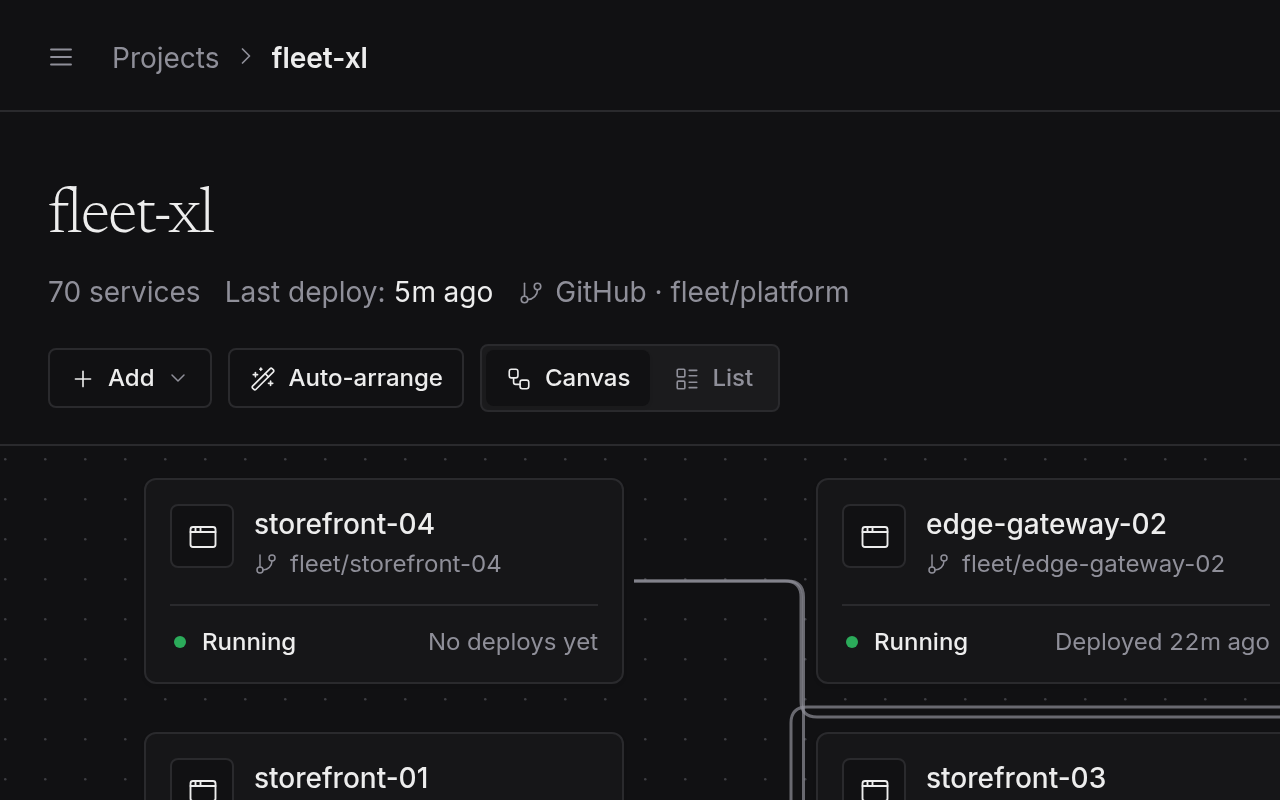 Projects > fleet-xl
fleet-xl
70 services Last deploy: 5m ago GitHub · fleet/platform
Add Auto-arrange Canvas List
storefront-04
fleet/storefront-04
Running No deploys yet
edge-gateway-02
fleet/edge-gateway-02
Running Deployed 22m ago
storefront-01
storefront-03